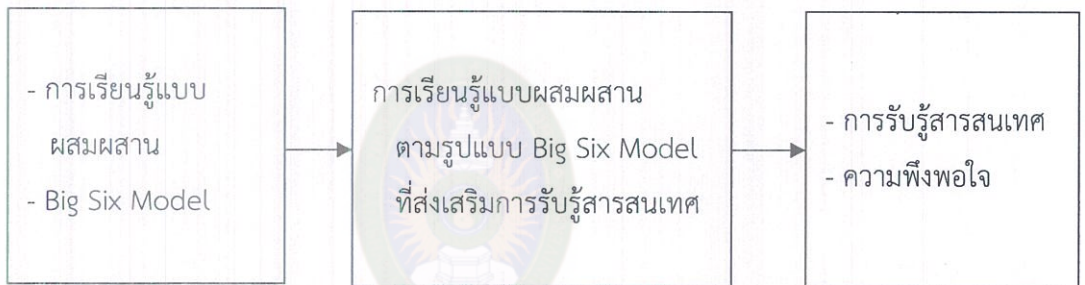 - การเรียนรู้แบบ
ผสมผสาน
- Big Six Model
การเรียนรู้แบบผสมผสาน
ตามรูปแบบ Big Six Model
ที่ส่งเสริมการรับรู้สารสนเทศ
- การรับรู้สารสนเทศ
- ความพึงพอใจ